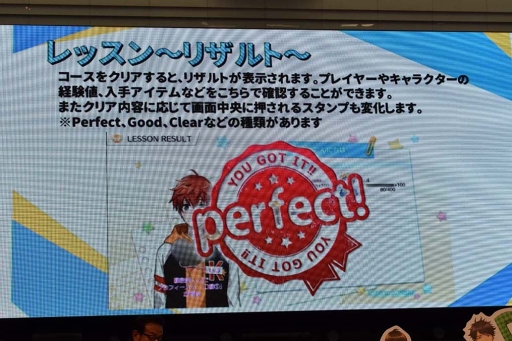 レッスン～リザルト～
コースをクリアすると、リザルトが表示されます。プレイヤーやキャラクターの
経験値、入手アイテムなどをこちらで確認することができます。
またクリア内容に応じて画面中央に押されるスタンプも変化します。
※Perfect、Good、Clearなどの種類があります
LESSON RESULT
YOU GOT IT!!
perfect!
YOU GOT IT!!